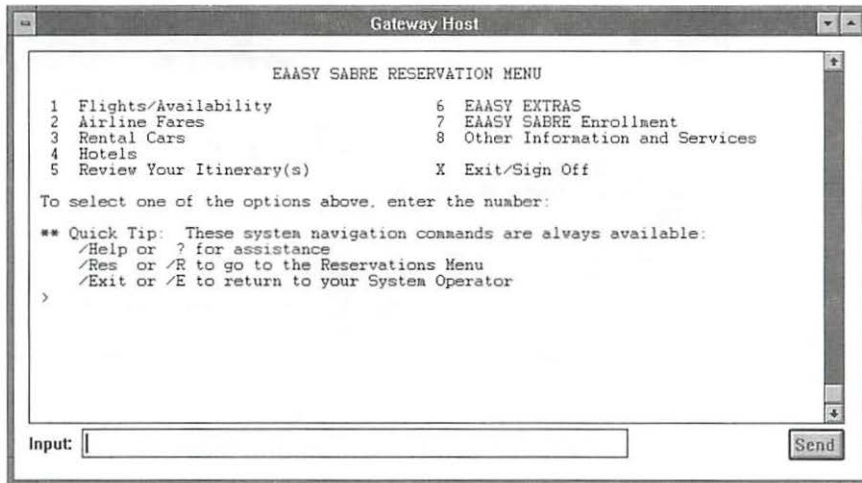 Gateway Host
EAASY SABRE RESERVATION MENU
1 Flights/Availability 6 EAASY EXTRAS
2 Airline Fares 7 EAASY SABRE Enrollment
3 Rental Cars 8 Other Information and Services
4 Hotels
5 Review Your Itinerary(s) X Exit/Sign Off
To select one of the options above, enter the number:
** Quick Tip: These system navigation commands are always available:
/Help or ? for assistance
/Res or /R to go to the Reservations Menu
/Exit or /E to return to your System Operator
>
Input:
Send